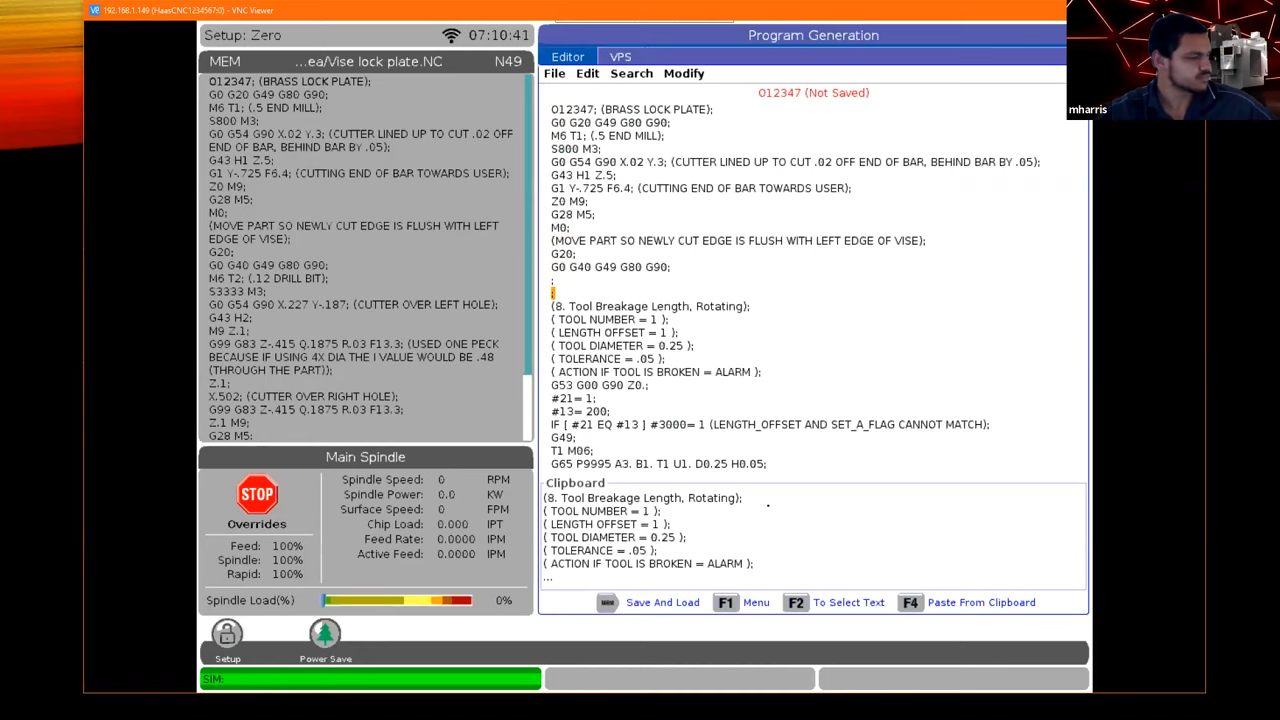 192.168.1.149 (HaasCNC1234567:0) - VNC Viewer
Setup: Zero
07:10:41
MEM ...ea/Vise lock plate.NC N49
O12347; (BRASS LOCK PLATE);
G0 G20 G49 G80 G90;
M6 T1; (.5 END MILL);
S800 M3;
G0 G54 G90 X.02 Y.3; (CUTTER LINED UP TO CUT .02 OFF
END OF BAR, BEHIND BAR BY .05);
G43 H1 Z.5;
G1 Y-.725 F6.4; (CUTTING END OF BAR TOWARDS USER);
Z0 M9;
G28 M5;
M0;
(MOVE PART SO NEWLY CUT EDGE IS FLUSH WITH LEFT
EDGE OF VISE);
G20;
G0 G40 G49 G80 G90;
M6 T2; (.12 DRILL BIT);
S3333 M3;
G0 G54 G90 X.227 Y-.187; (CUTTER OVER LEFT HOLE);
G43 H2;
M9 Z.1;
G99 G83 Z-.415 Q.1875 R.03 F13.3; (USED ONE PECK
BECAUSE IF USING 4X DIA THE I VALUE WOULD BE .48
(THROUGH THE PART));
Z.1;
X.502; (CUTTER OVER RIGHT HOLE);
G99 G83 Z-.415 Q.1875 R.03 F13.3;
Z.1 M9;
G28 M5;
Main Spindle
STOP
Overrides
Feed: 100%
Spindle: 100%
Rapid: 100%
Spindle Speed: 0 RPM
Spindle Power: 0.0 KW
Surface Speed: 0 FPM
Chip Load: 0.000 IPT
Feed Rate: 0.0000 IPM
Active Feed: 0.0000 IPM
Spindle Load(%) 0%
Program Generation
Editor VPS
File Edit Search Modify
O12347 (Not Saved)
O12347; (BRASS LOCK PLATE);
G0 G20 G49 G80 G90;
M6 T1; (.5 END MILL);
S800 M3;
G0 G54 G90 X.02 Y.3; (CUTTER LINED UP TO CUT .02 OFF END OF BAR, BEHIND BAR BY .05);
G43 H1 Z.5;
G1 Y-.725 F6.4; (CUTTING END OF BAR TOWARDS USER);
Z0 M9;
G28 M5;
M0;
(MOVE PART SO NEWLY CUT EDGE IS FLUSH WITH LEFT EDGE OF VISE);
G20;
G0 G40 G49 G80 G90;
;
;
(8. Tool Breakage Length, Rotating);
( TOOL NUMBER = 1 );
( LENGTH OFFSET = 1 );
( TOOL DIAMETER = 0.25 );
( TOLERANCE = .05 );
( ACTION IF TOOL IS BROKEN = ALARM );
G53 G00 G90 Z0.;
#21= 1;
#13= 200;
IF [ #21 EQ #13 ] #3000= 1 (LENGTH_OFFSET AND SET_A_FLAG CANNOT MATCH);
G49;
T1 M06;
G65 P9995 A3. B1. T1 U1. D0.25 H0.05;
Clipboard
(8. Tool Breakage Length, Rotating);
( TOOL NUMBER = 1 );
( LENGTH OFFSET = 1 );
( TOOL DIAMETER = 0.25 );
( TOLERANCE = .05 );
( ACTION IF TOOL IS BROKEN = ALARM );
...
MEM Save And Load F1 Menu F2 To Select Text F4 Paste From Clipboard
Setup
Power Save
SIM:
mharris